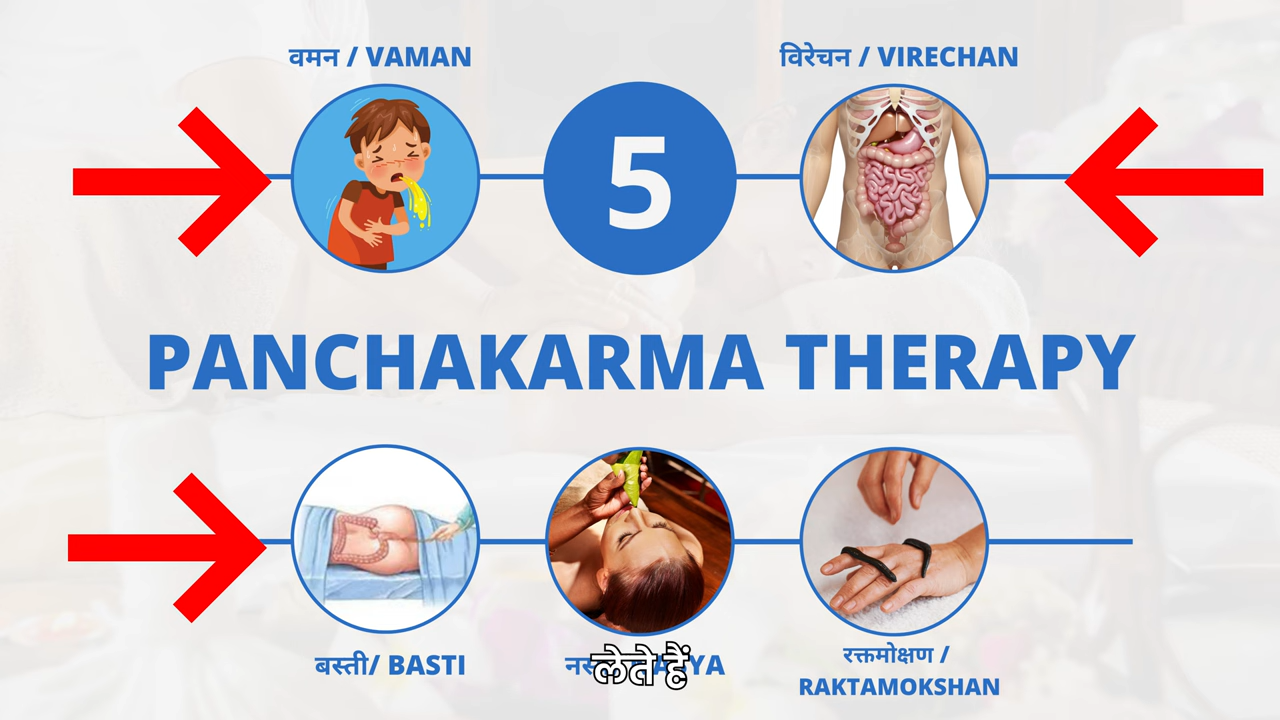 वमन / VAMAN
विरेचन / VIRECHAN
5
PANCHAKARMA THERAPY
बस्ती/ BASTI
लेते हैं
रक्तमोक्षण /
RAKTAMOKSHAN